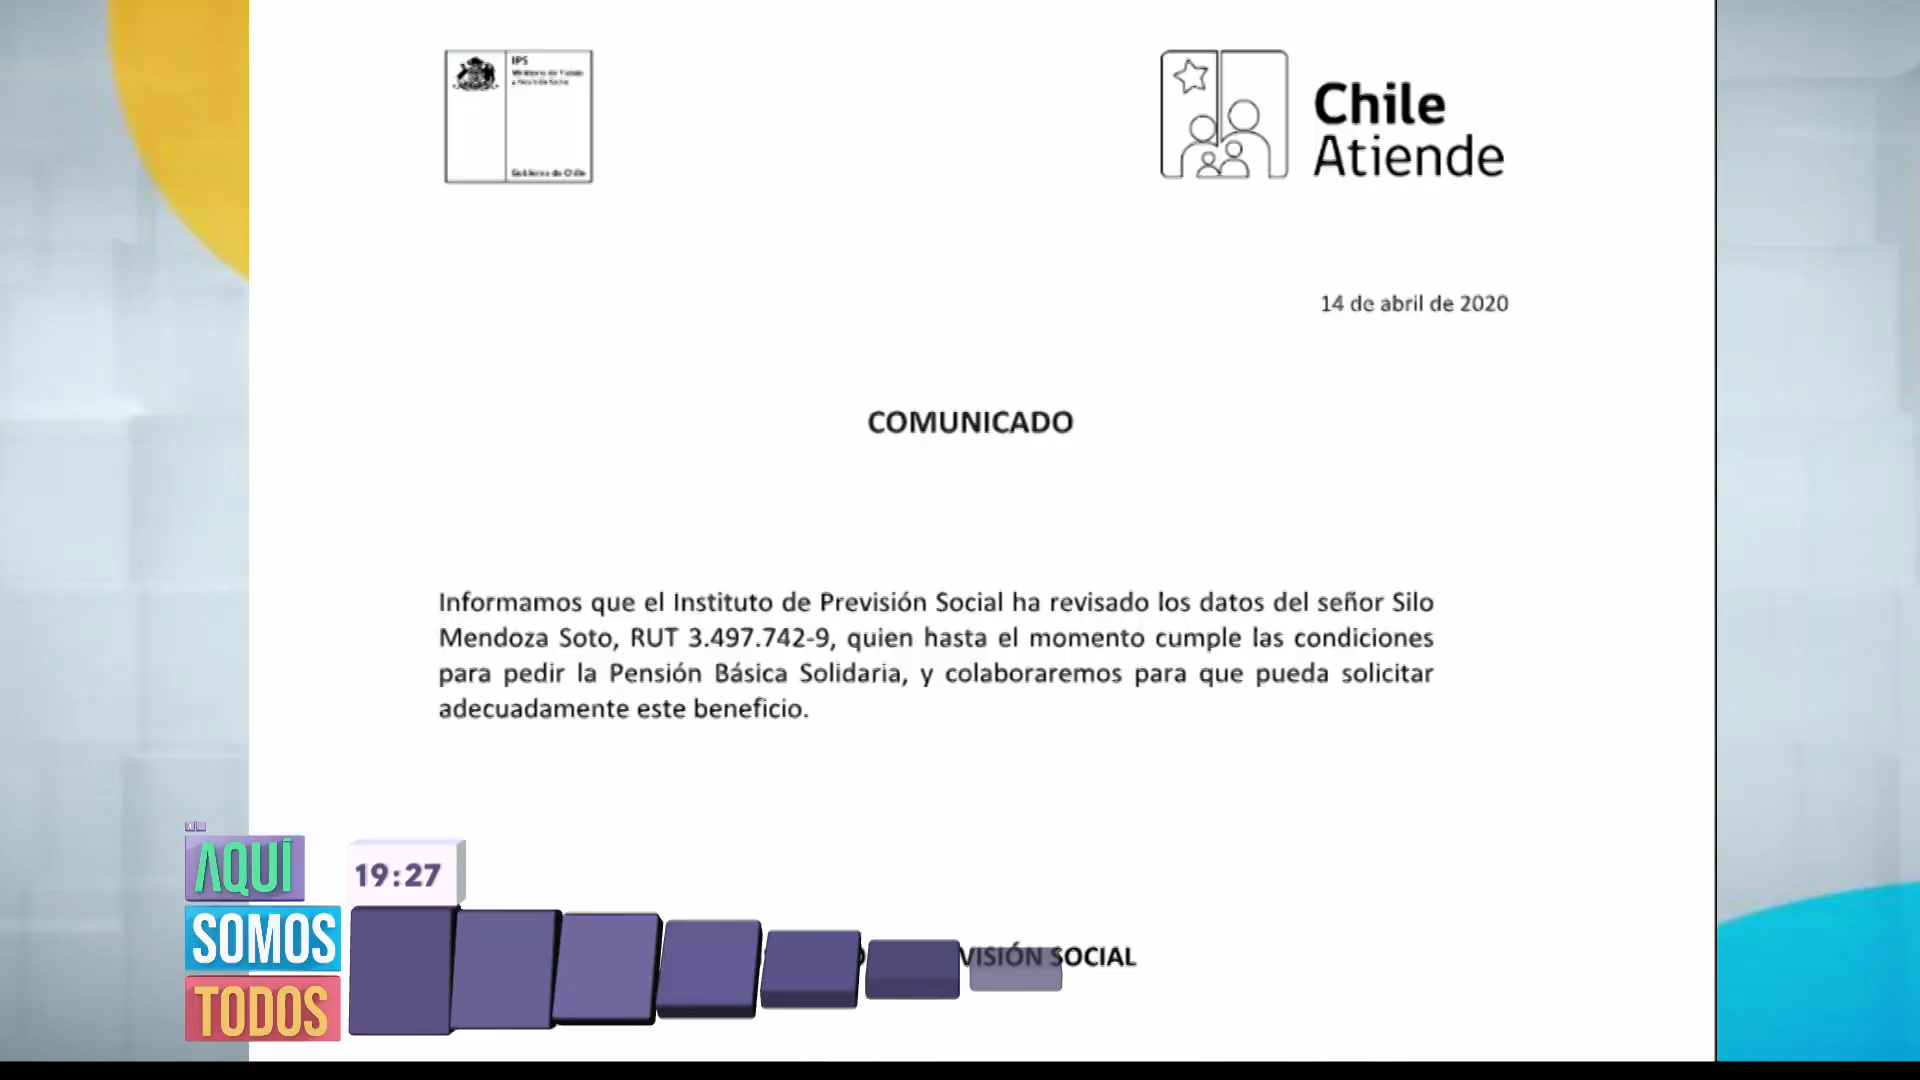 IPS
Gobierno de Chile
Chile
Atiende
14 de abril de 2020
COMUNICADO
Informamos que el Instituto de Previsión Social ha revisado los datos del señor Silo
Mendoza Soto, RUT 3.497.742-9, quien hasta el momento cumple las condiciones
para pedir la Pensión Básica Solidaria, y colaboraremos para que pueda solicitar
adecuadamente este beneficio.
VISIÓN SOCIAL
AQUÍ
SOMOS
TODOS
19:27